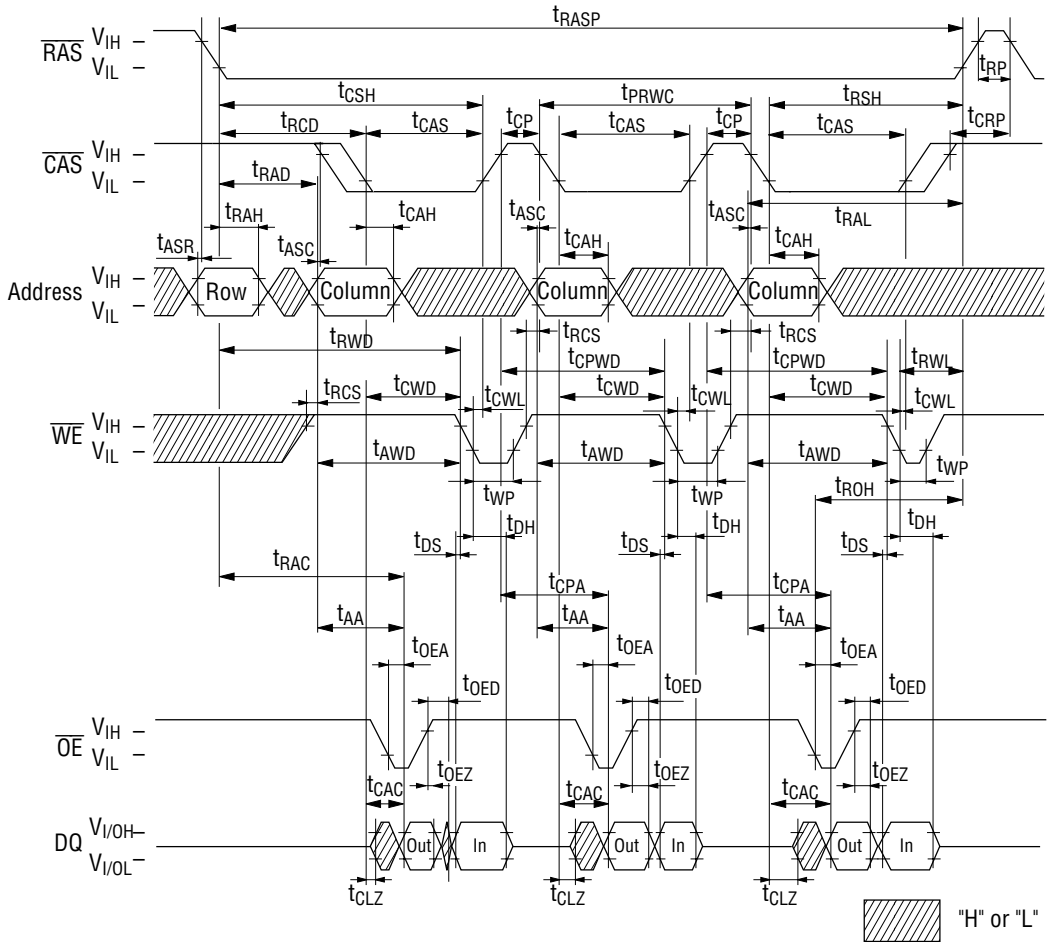 tRASP
RAS VIH
VIL
tRP
tCSH tPRWC tRSH
tRCD tCAS tCP tCAS tCP tCAS tCRP
CAS VIH
VIL
tRAD
tRAH tCAH tASC tASC tRAL
tASR tASC tCAH tCAH
Address VIH
VIL
Row Column Column Column
tRWD tRCS tRCS
tCPWD tCPWD tRWL
tRCS tCWD tCWL tCWD tCWL tCWD tCWL
WE VIH
VIL
tAWD tAWD tAWD
tWP tWP tWP
tROH
tDH tDH tDH
tDS tDS tDS
tRAC tCPA tCPA
tAA tAA tAA
tOEA tOEA tOEA
tOED tOED tOED
OE VIH
VIL
tOEZ tOEZ tOEZ
tCAC tCAC tCAC
DQ VI/OH
VI/OL
Out In Out In Out In
tCLZ tCLZ tCLZ
"H" or "L"